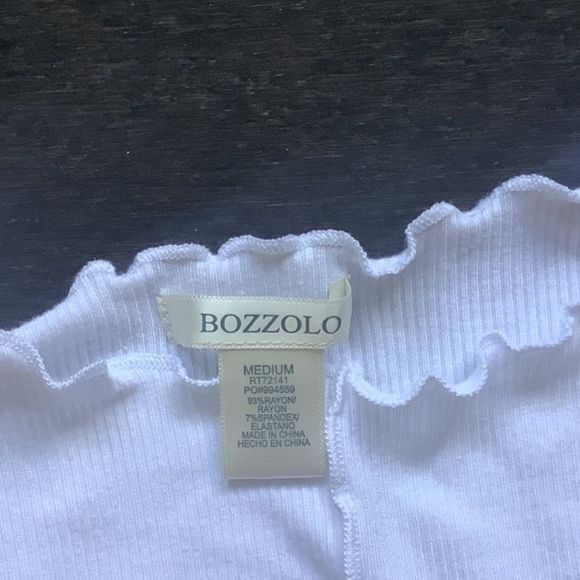 BOZZOLO
MEDIUM
RT72141
PO#994559
93%RAYON/
RAYON
7%SPANDEX/
ELASTANO
MADE IN CHINA
HECHO EN CHINA